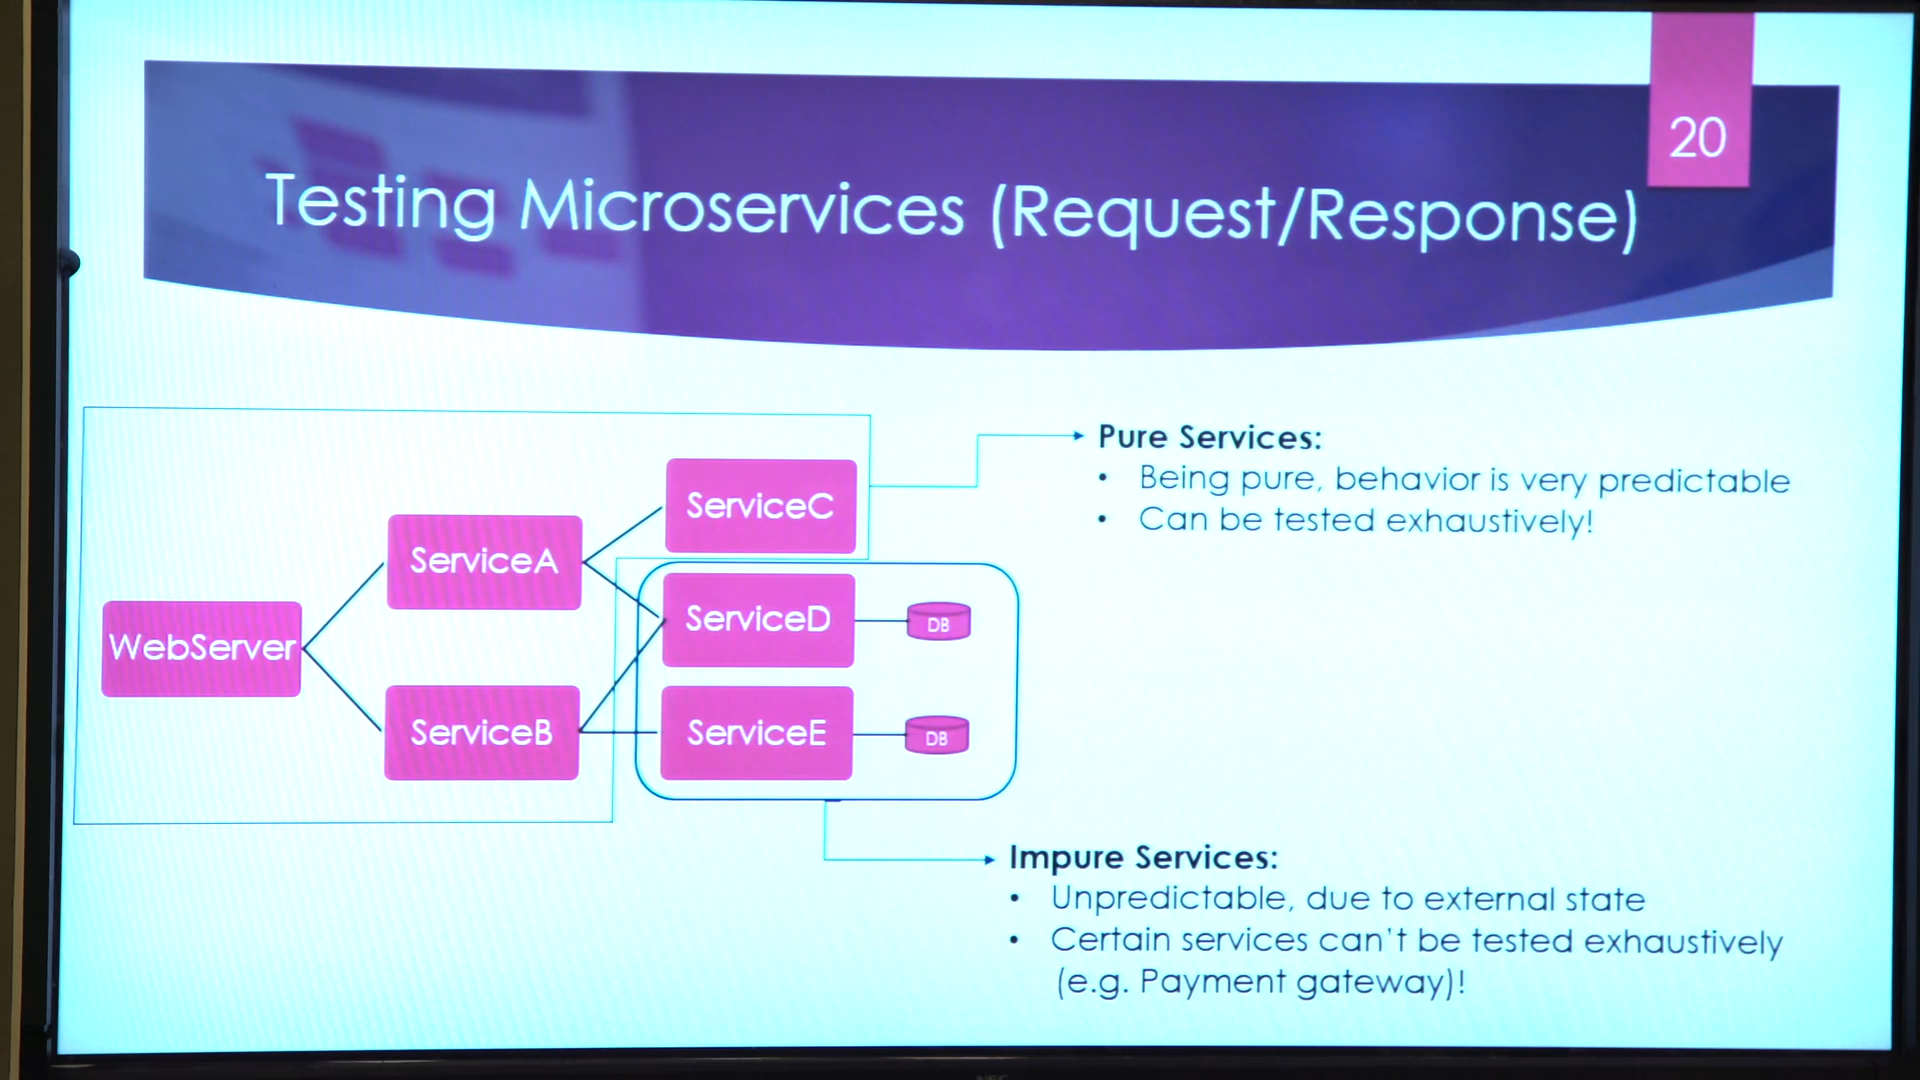 20
Testing Microservices (Request/Response)
Pure Services:
• Being pure, behavior is very predictable
• Can be tested exhaustively!
ServiceC
ServiceA
ServiceD
DB
WebServer
ServiceB
ServiceE
DB
Impure Services:
• Unpredictable, due to external state
• Certain services can't be tested exhaustively
(e.g. Payment gateway)!